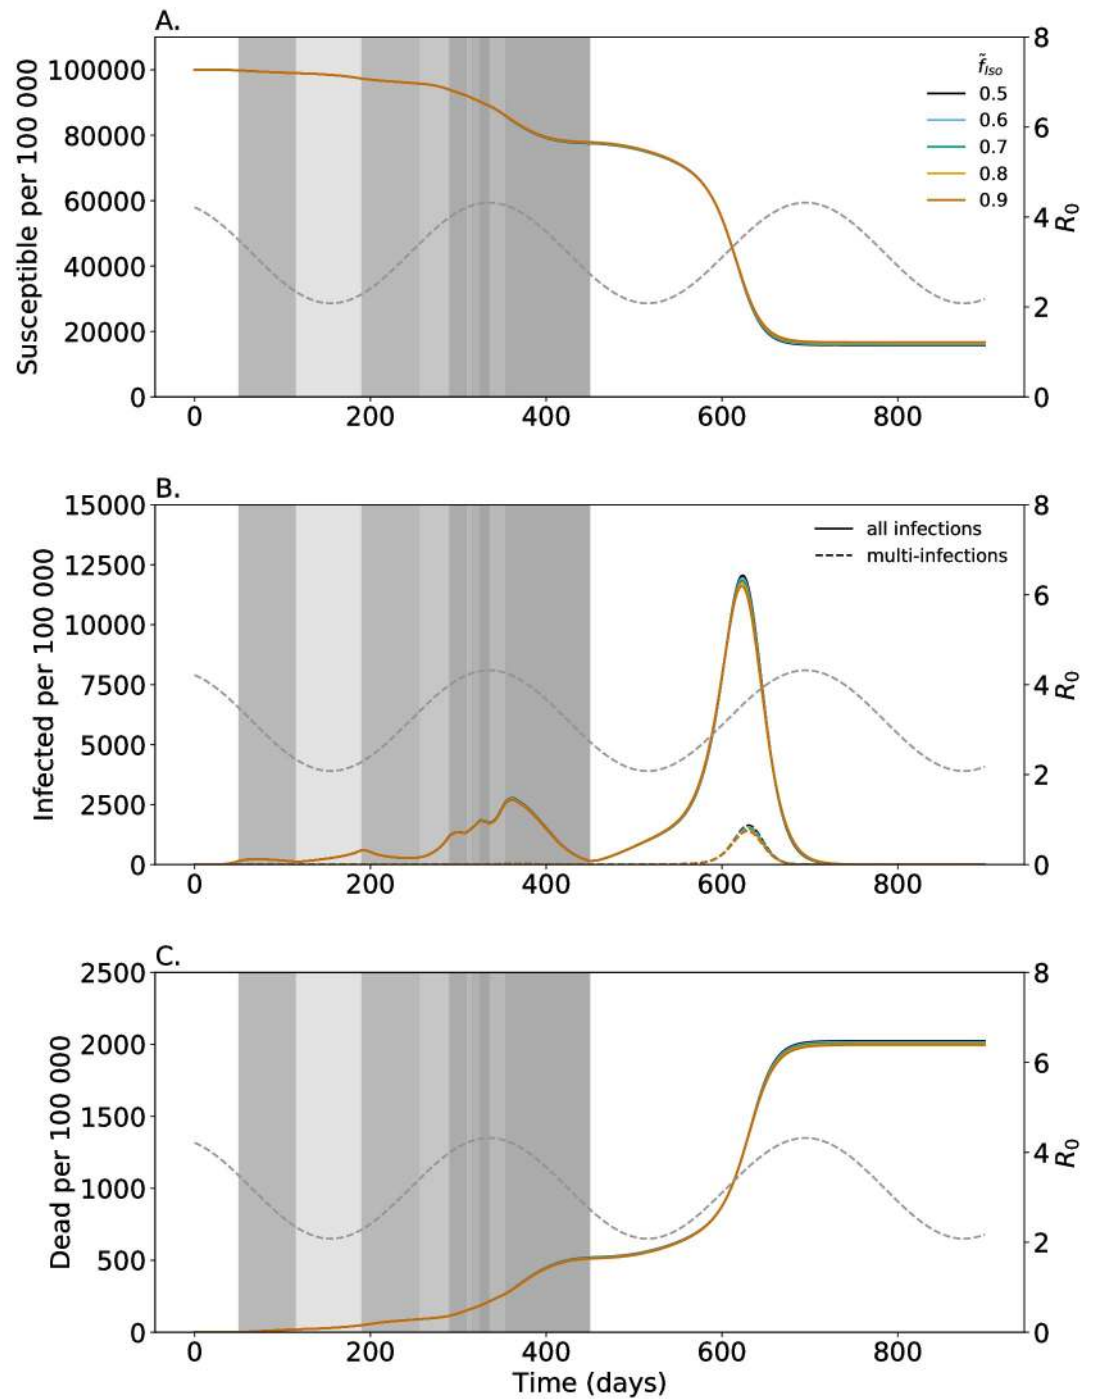 A.
Susceptible per 100 000
100000
80000
60000
40000
20000
0
0 200 400 600 800
8
6
4
2
0
R0
f̃Iso
0.5
0.6
0.7
0.8
0.9
B.
Infected per 100 000
15000
12500
10000
7500
5000
2500
0
0 200 400 600 800
8
6
4
2
0
R0
all infections
multi-infections
C.
Dead per 100 000
2500
2000
1500
1000
500
0
0 200 400 600 800
8
6
4
2
0
R0
Time (days)